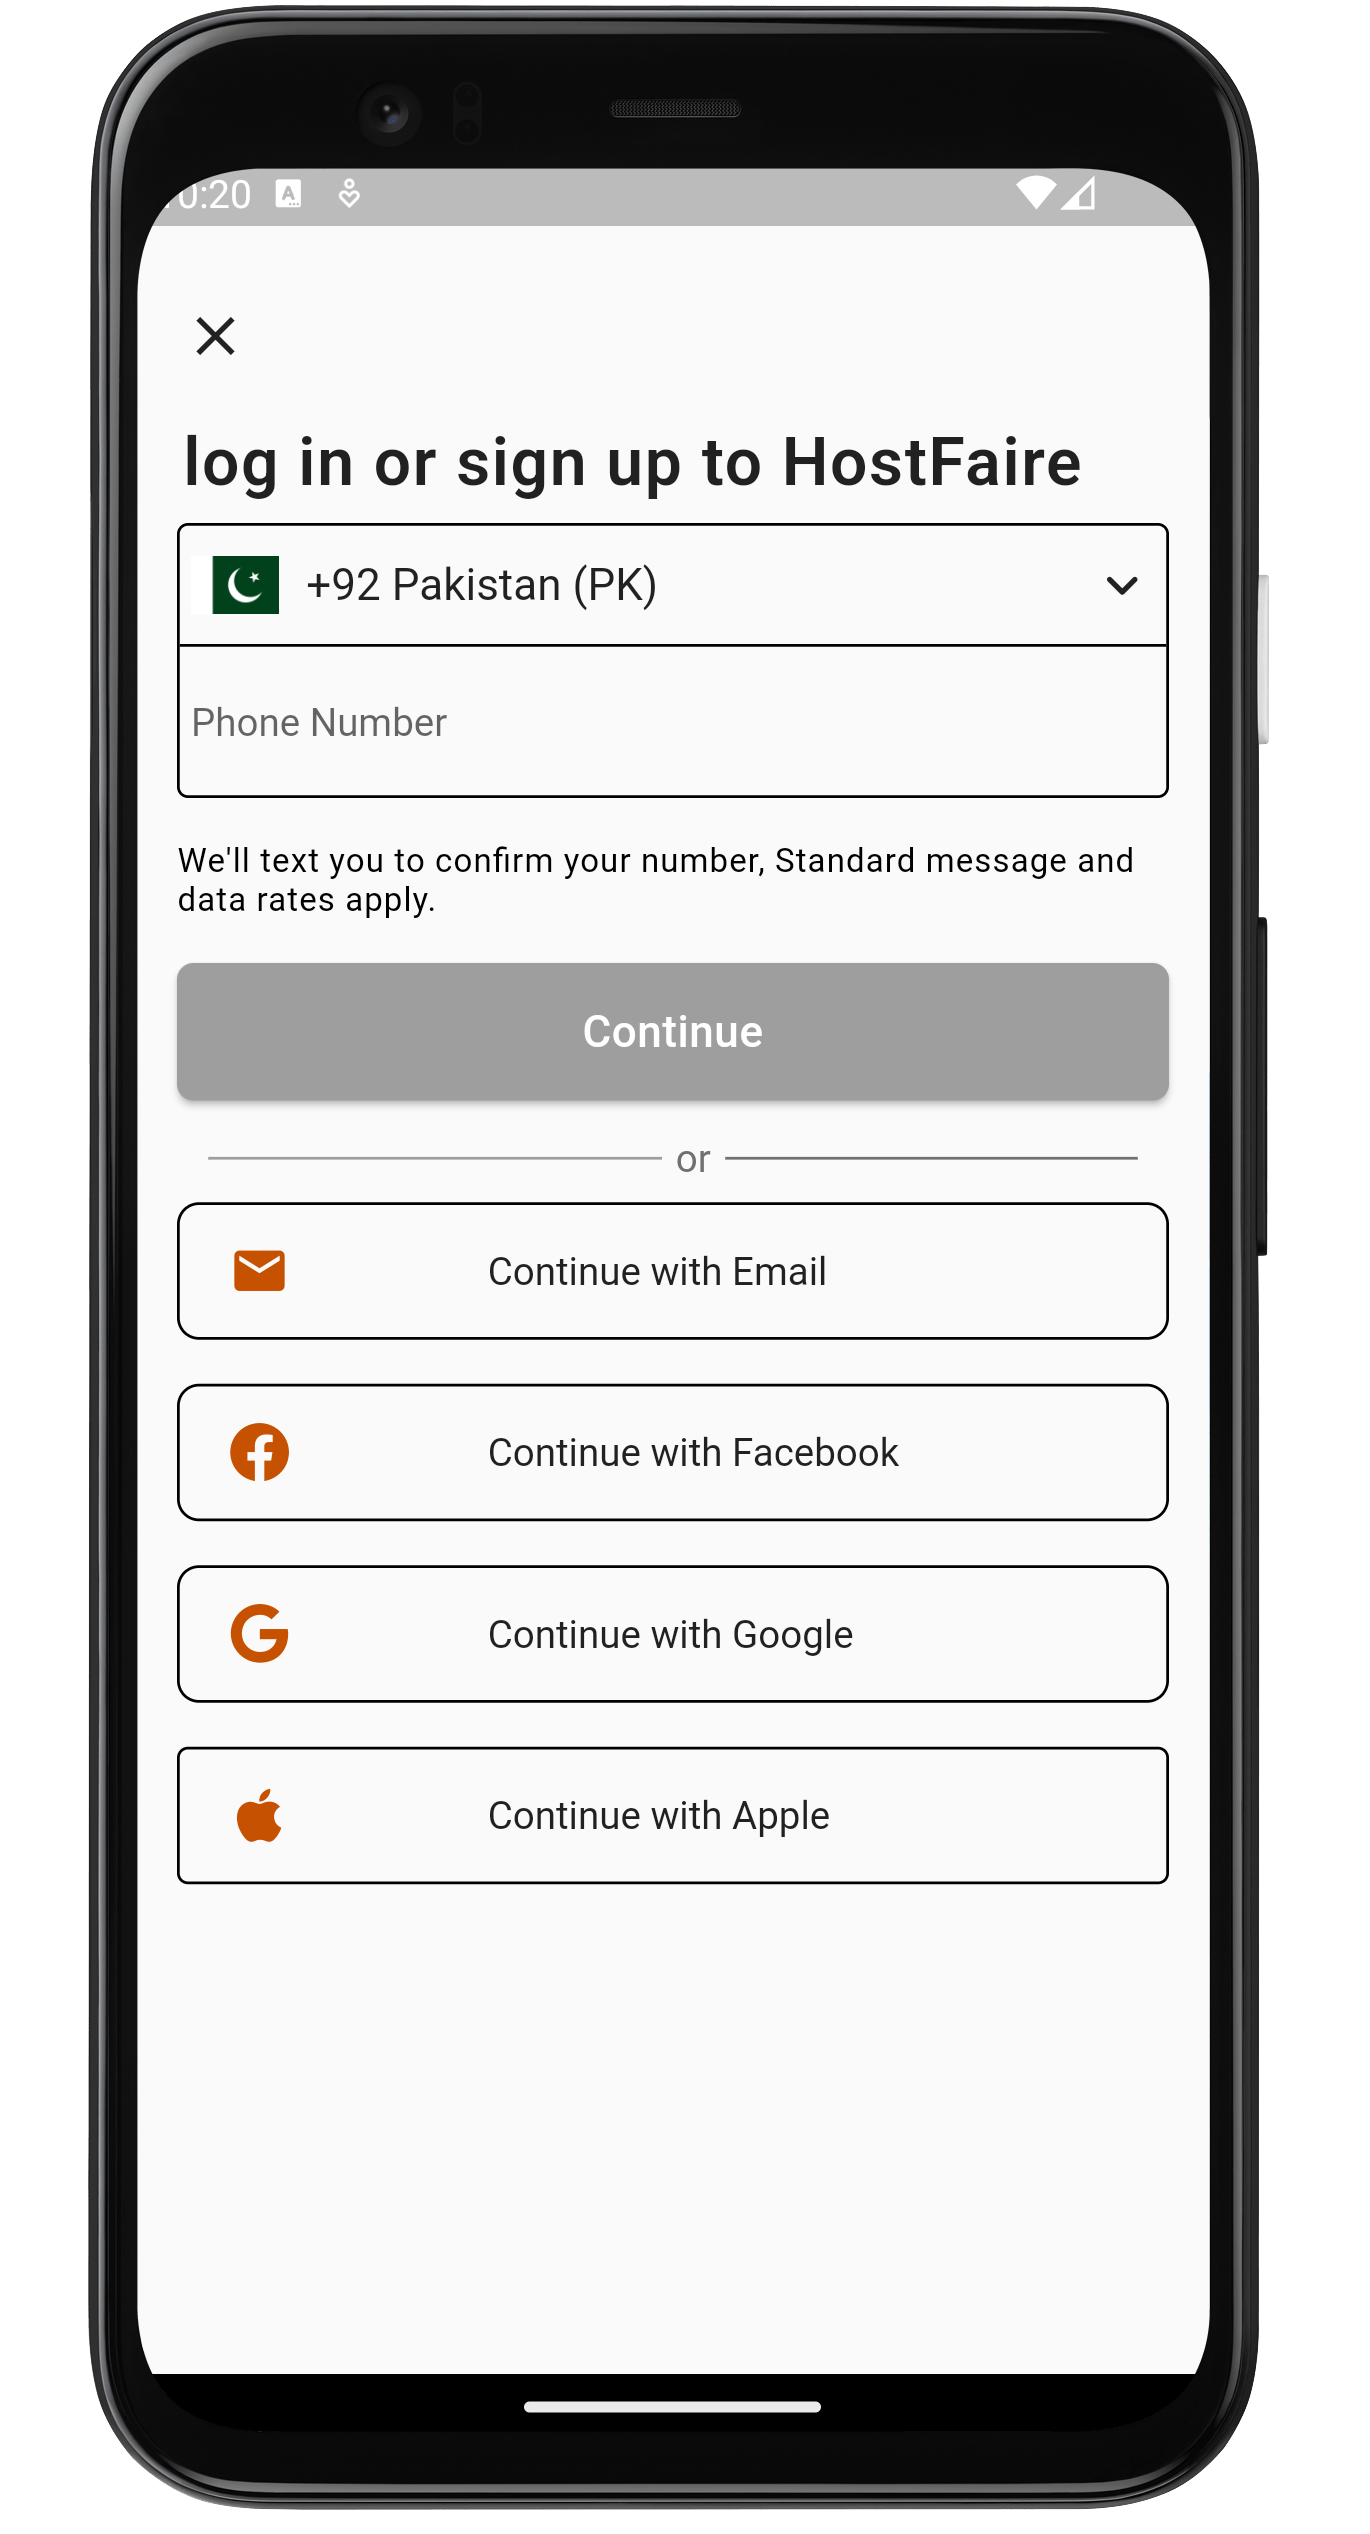 0:20
log in or sign up to HostFaire
+92 Pakistan (PK)
Phone Number
We'll text you to confirm your number, Standard message and
data rates apply.
Continue
or
Continue with Email
Continue with Facebook
Continue with Google
Continue with Apple